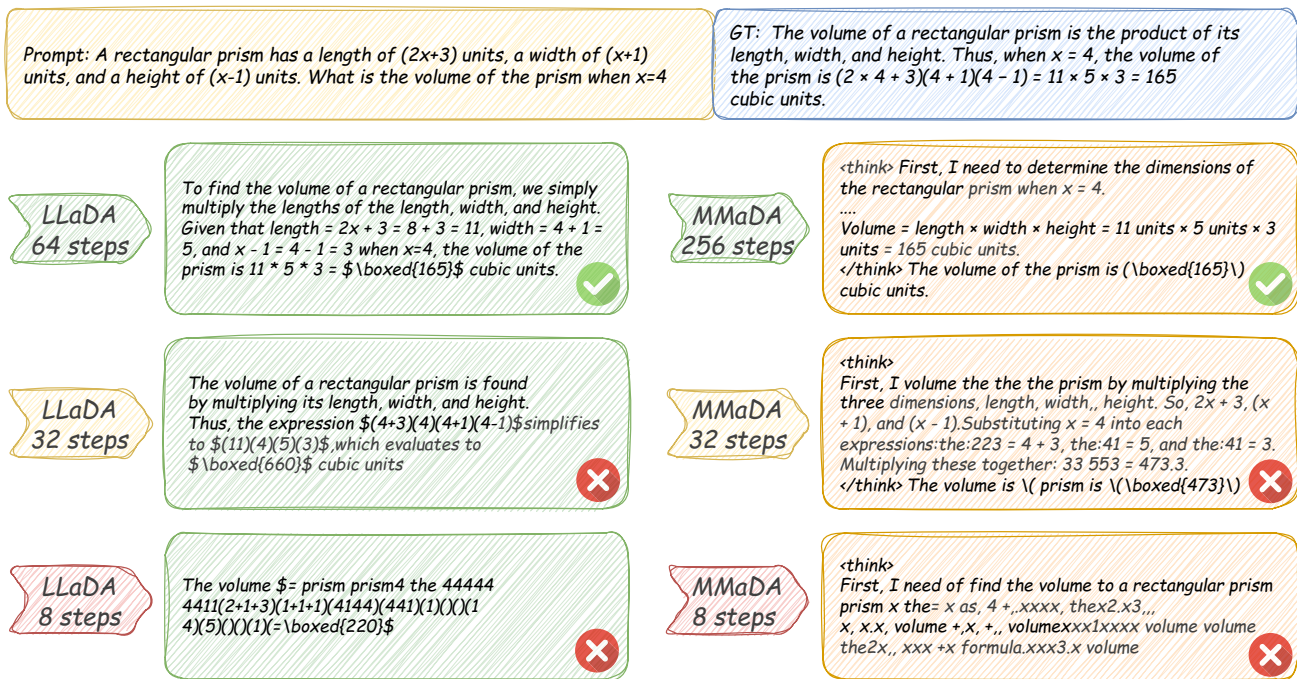 Prompt: A rectangular prism has a length of (2x+3) units, a width of (x+1)
units, and a height of (x-1) units. What is the volume of the prism when x=4
GT:  The volume of a rectangular prism is the product of its
length, width, and height. Thus, when x = 4, the volume of
the prism is (2 × 4 + 3)(4 + 1)(4 − 1) = 11 × 5 × 3 = 165
cubic units.
LLaDA
64 steps
To find the volume of a rectangular prism, we simply
multiply the lengths of the length, width, and height.
Given that length = 2x + 3 = 8 + 3 = 11, width = 4 + 1 =
5, and x - 1 = 4 - 1 = 3 when x=4, the volume of the
prism is 11 * 5 * 3 = $\boxed{165}$ cubic units.
MMaDA
256 steps
<think> First, I need to determine the dimensions of
the rectangular prism when x = 4.
....
Volume = length × width × height = 11 units × 5 units × 3
units = 165 cubic units.
</think> The volume of the prism is (\boxed{165}\)
cubic units.
LLaDA
32 steps
The volume of a rectangular prism is found
by multiplying its length, width, and height.
Thus, the expression $(4+3)(4)(4+1)(4-1)$simplifies
to $(11)(4)(5)(3)$,which evaluates to
$\boxed{660}$ cubic units
MMaDA
32 steps
<think>
First, I volume the the the prism by multiplying the
three dimensions, length, width,, height. So, 2x + 3, (x
+ 1), and (x - 1).Substituting x = 4 into each
expressions:the:223 = 4 + 3, the:41 = 5, and the:41 = 3.
Multiplying these together: 33 553 = 473.3.
</think> The volume is \( prism is \(\boxed{473}\)
LLaDA
8 steps
The volume $= prism prism4 the 44444
4411(2+1+3)(1+1+1)(4144)(441)(1)()()(1
4)(5)()()(1)(=\boxed{220}$
MMaDA
8 steps
<think>
First, I need of find the volume to a rectangular prism
prism x the= x as, 4 +,.xxxx, thex2.x3,,,
x, x.x, volume +,x, +,, volumexxx1xxxx volume volume
the2x,, xxx +x formula.xxx3.x volume